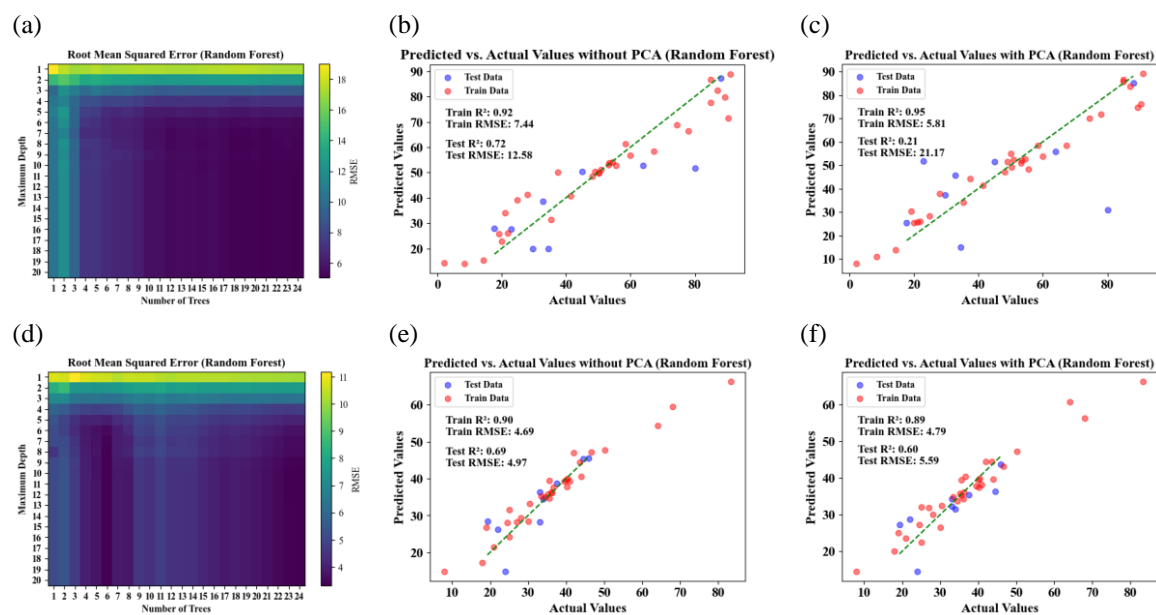 (a)
Root Mean Squared Error (Random Forest)
1
2
3
4
5
6
7
8
9
10
11
12
13
14
15
16
17
18
19
20
Maximum Depth
1 2 3 4 5 6 7 8 9 10 11 12 13 14 15 16 17 18 19 20 21 22 23 24
Number of Trees
18
16
14
12
10
8
6
RMSE
(b)
Predicted vs. Actual Values without PCA (Random Forest)
Test Data
Train Data
Train R²: 0.92
Train RMSE: 7.44
Test R²: 0.72
Test RMSE: 12.58
90
80
70
60
50
40
30
20
Predicted Values
0 20 40 60 80
Actual Values
(c)
Predicted vs. Actual Values with PCA (Random Forest)
Test Data
Train Data
Train R²: 0.95
Train RMSE: 5.81
Test R²: 0.21
Test RMSE: 21.17
90
80
70
60
50
40
30
20
10
Predicted Values
0 20 40 60 80
Actual Values
(d)
Root Mean Squared Error (Random Forest)
1
2
3
4
5
6
7
8
9
10
11
12
13
14
15
16
17
18
19
20
Maximum Depth
1 2 3 4 5 6 7 8 9 10 11 12 13 14 15 16 17 18 19 20 21 22 23 24
Number of Trees
11
10
9
8
7
6
5
4
RMSE
(e)
Predicted vs. Actual Values without PCA (Random Forest)
Test Data
Train Data
Train R²: 0.90
Train RMSE: 4.69
Test R²: 0.69
Test RMSE: 4.97
60
50
40
30
20
Predicted Values
10 20 30 40 50 60 70 80
Actual Values
(f)
Predicted vs. Actual Values with PCA (Random Forest)
Test Data
Train Data
Train R²: 0.89
Train RMSE: 4.79
Test R²: 0.60
Test RMSE: 5.59
60
50
40
30
20
Predicted Values
10 20 30 40 50 60 70 80
Actual Values